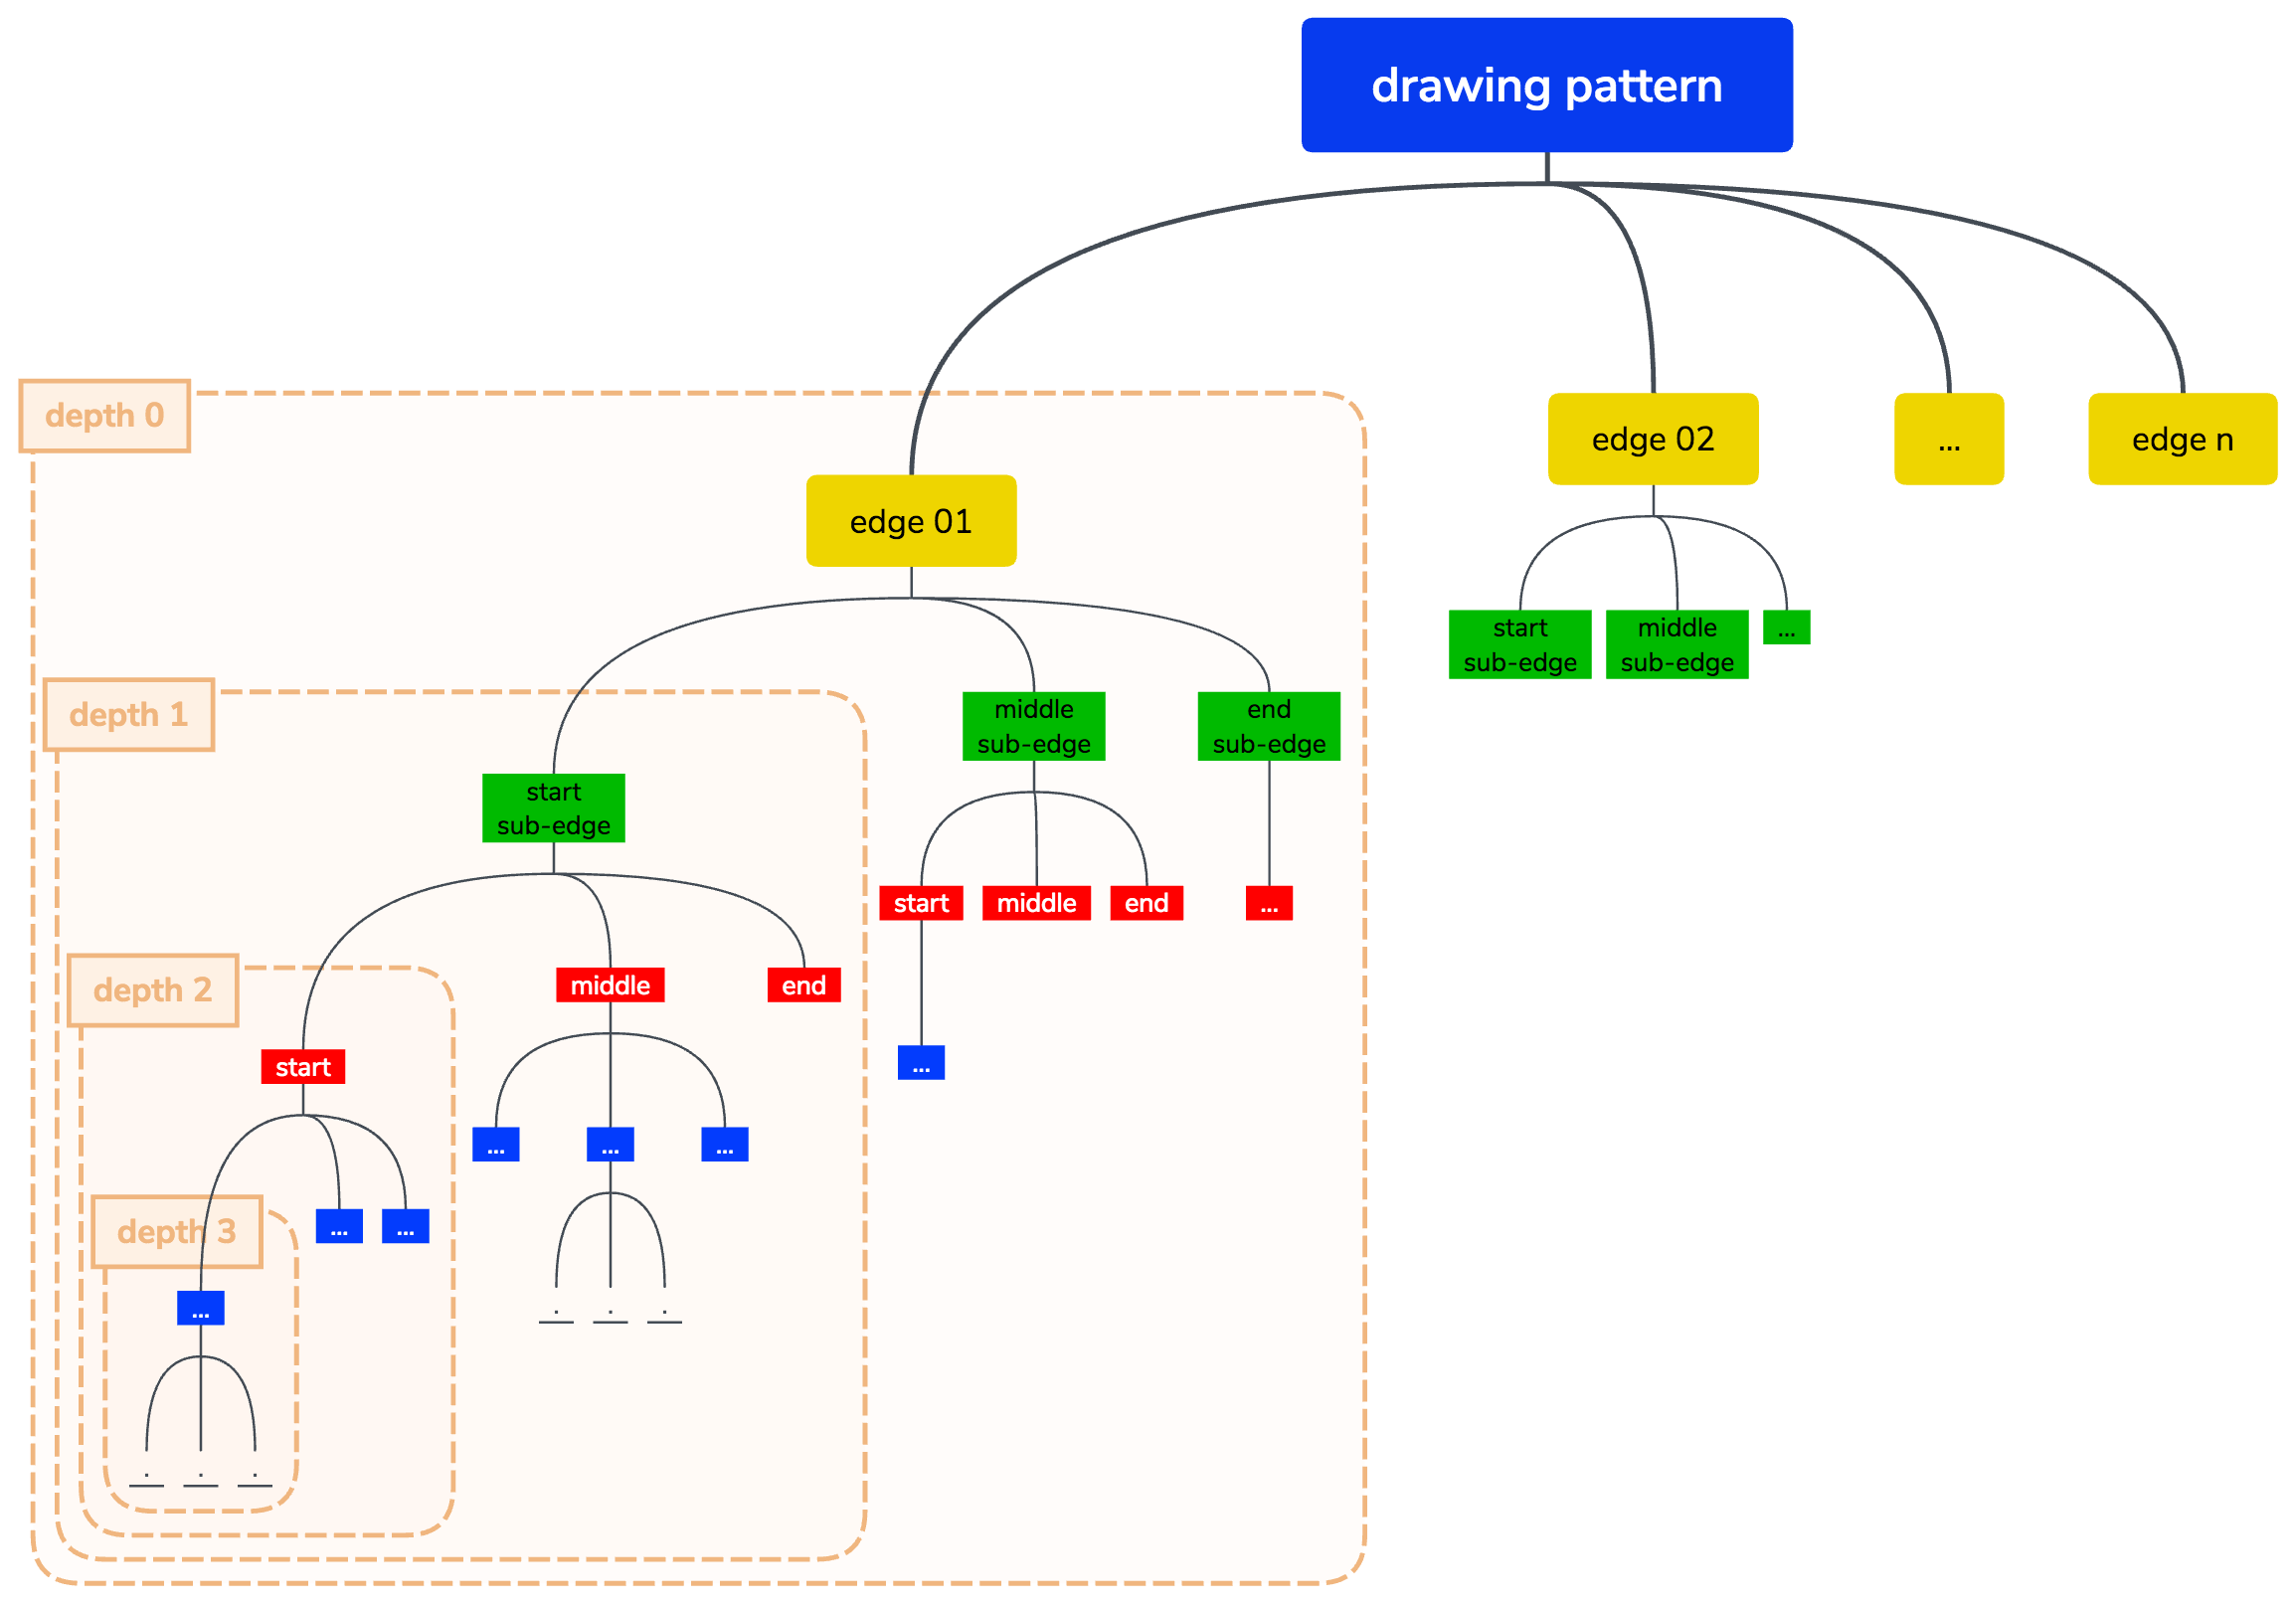 drawing pattern
depth 0
edge 01
edge 02
...
edge n
depth 1
start
sub-edge
middle
sub-edge
end
sub-edge
start
sub-edge
middle
sub-edge
...
depth 2
start
middle
end
start
middle
end
...
depth 3
...
...
...
...
...
...
...
.
.
.
.
.
.